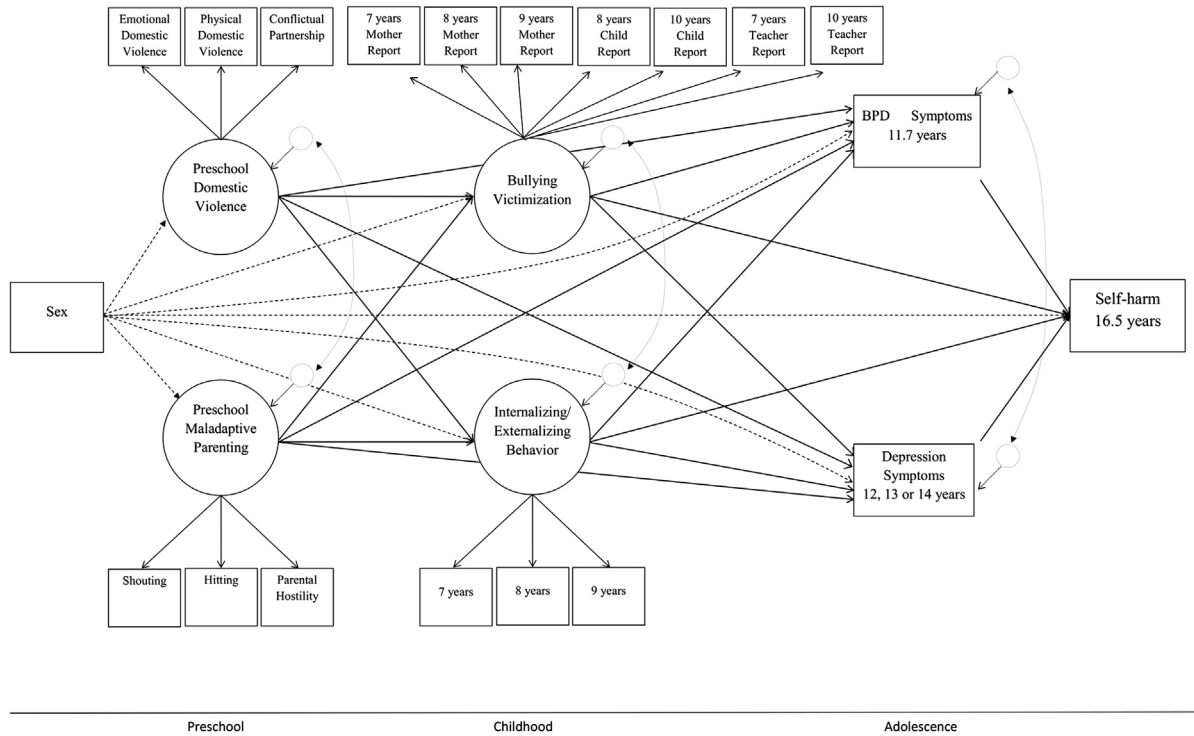 Emotional
Domestic
Violence
Physical
Domestic
Violence
Conflictual
Partnership
7 years
Mother
Report
8 years
Mother
Report
9 years
Mother
Report
8 years
Child
Report
10 years
Child
Report
7 years
Teacher
Report
10 years
Teacher
Report
BPD Symptoms
11.7 years
Preschool
Domestic
Violence
Bullying
Victimization
Sex
Self-harm
16.5 years
Preschool
Maladaptive
Parenting
Internalizing/
Externalizing
Behavior
Depression
Symptoms
12, 13 or 14 years
Shouting
Hitting
Parental
Hostility
7 years
8 years
9 years
Preschool
Childhood
Adolescence